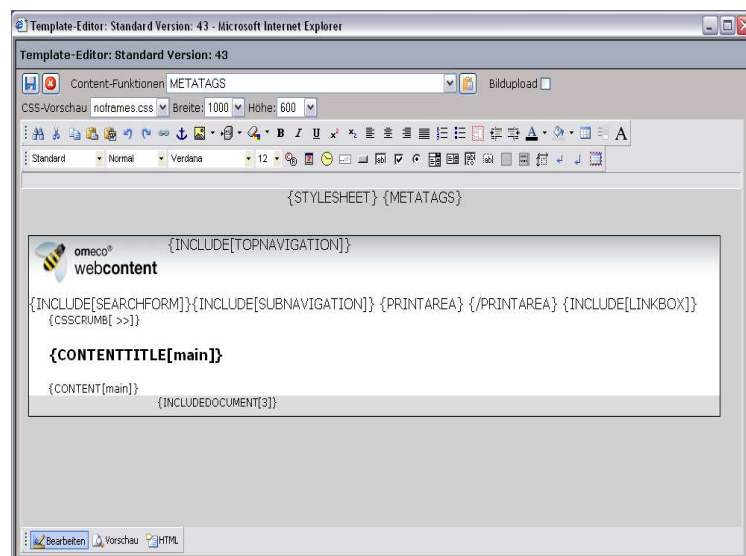 Template-Editor: Standard Version: 43 - Microsoft Internet Explorer
Template-Editor: Standard Version: 43
Content-Funktionen METATAGS Bildupload
CSS-Vorschau noframes.css Breite: 1000 Höhe: 600
B I U x² x₂ A A
Standard Normal Verdana 12
{STYLESHEET} {METATAGS}
omeco® {INCLUDE[TOPNAVIGATION]}
webcontent
{INCLUDE[SEARCHFORM]}{INCLUDE[SUBNAVIGATION]} {PRINTAREA} {/PRINTAREA} {INCLUDE[LINKBOX]}
{CSSCRUMB[ >>]}
{CONTENTTITLE[main]}
{CONTENT[main]}
{INCLUDEDOCUMENT[3]}
Bearbeiten Vorschau HTML